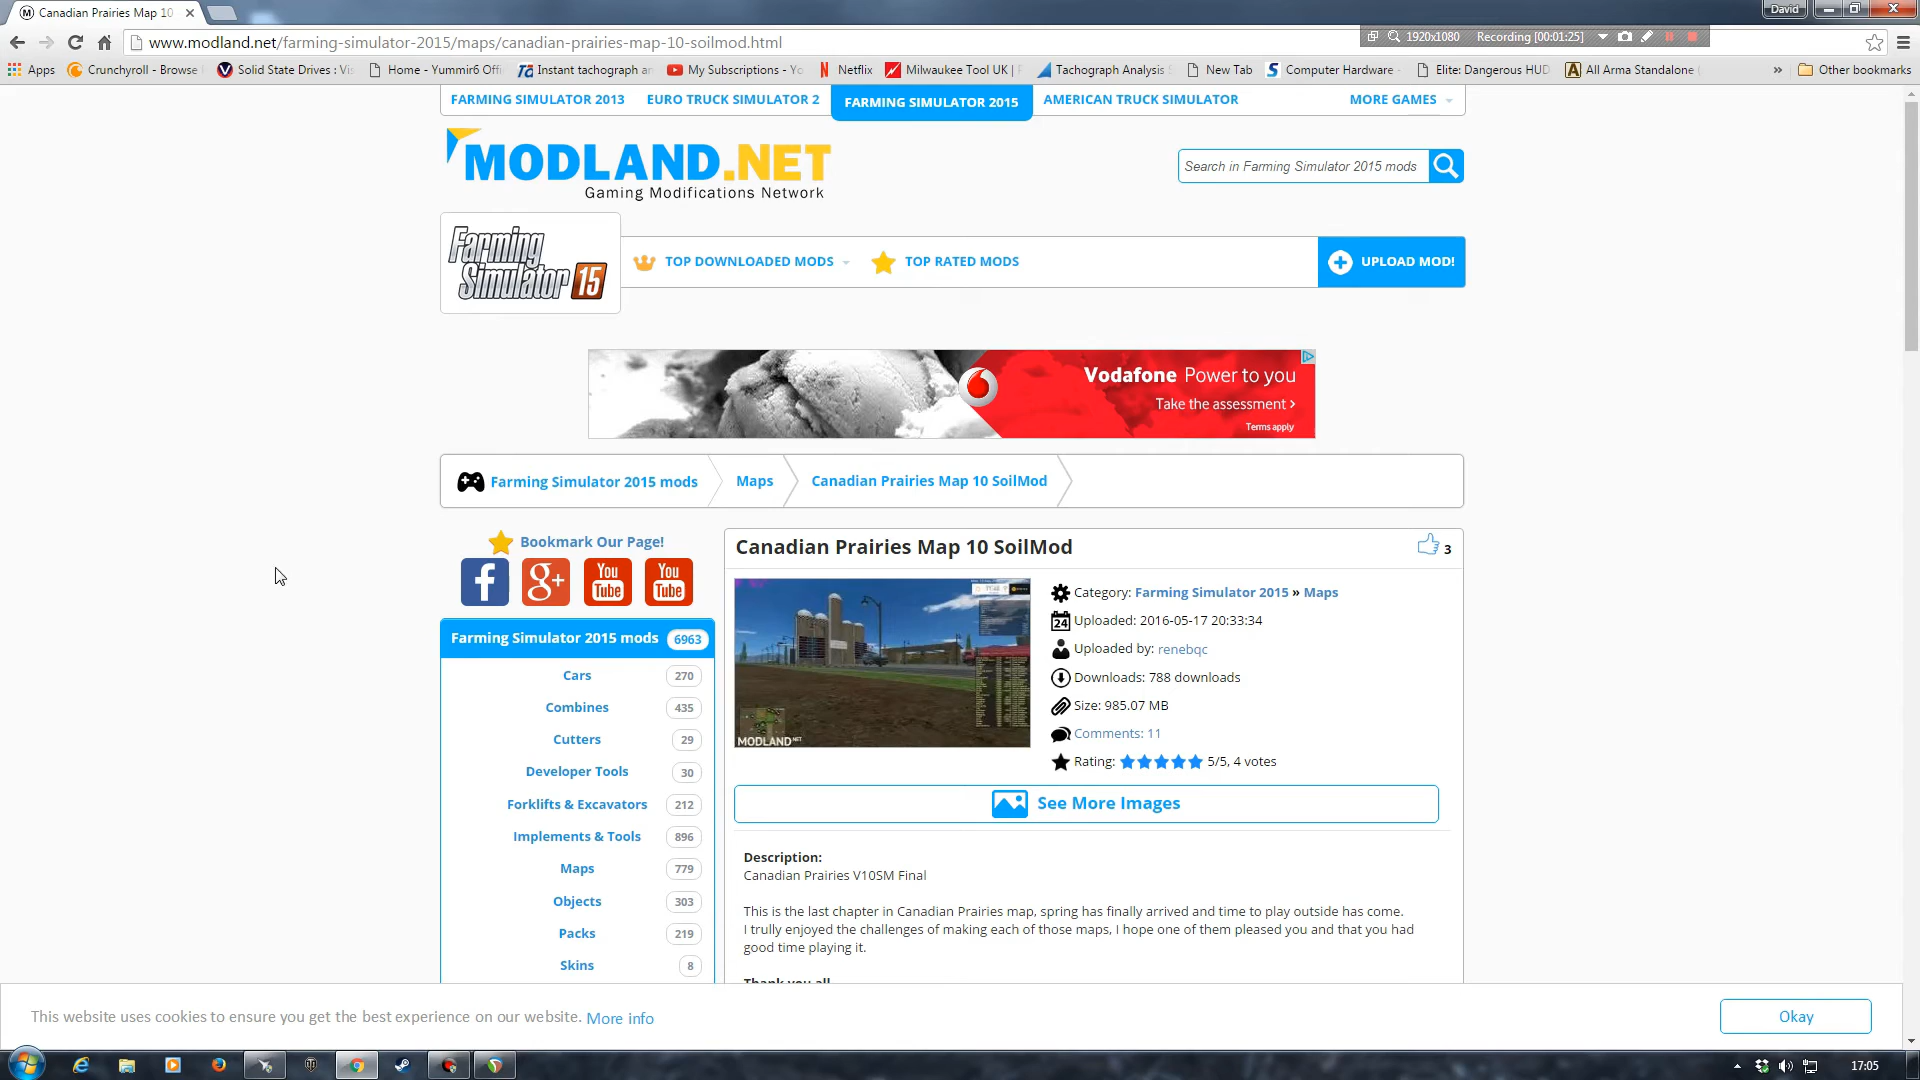 Canadian Prairies Map 10
David
www.modland.net/farming-simulator-2015/maps/canadian-prairies-map-10-soilmod.html
1920x1080 Recording [00:01:25]
Apps Crunchyroll - Browse Solid State Drives : Vi Home - Yummir6 Offi Instant tachograph an My Subscriptions - Yo Netflix Milwaukee Tool UK | Tachograph Analysis New Tab Computer Hardware - Elite: Dangerous HUD All Arma Standalone ( » Other bookmarks
FARMING SIMULATOR 2013 EURO TRUCK SIMULATOR 2 FARMING SIMULATOR 2015 AMERICAN TRUCK SIMULATOR MORE GAMES
MODLAND.NET
Gaming Modifications Network
Search in Farming Simulator 2015 mods
Farming
Simulator 15
TOP DOWNLOADED MODS TOP RATED MODS UPLOAD MOD!
Vodafone Power to you
Take the assessment ›
Terms apply
Farming Simulator 2015 mods Maps Canadian Prairies Map 10 SoilMod
Bookmark Our Page!
f g+ You Tube You Tube
Farming Simulator 2015 mods 6963
Cars 270
Combines 435
Cutters 29
Developer Tools 30
Forklifts & Excavators 212
Implements & Tools 896
Maps 779
Objects 303
Packs 219
Skins 8
Canadian Prairies Map 10 SoilMod 3
MODLAND.NET
Category: Farming Simulator 2015 » Maps
24 Uploaded: 2016-05-17 20:33:34
Uploaded by: renebqc
Downloads: 788 downloads
Size: 985.07 MB
Comments: 11
Rating: 5/5, 4 votes
See More Images
Description:
Canadian Prairies V10SM Final
This is the last chapter in Canadian Prairies map, spring has finally arrived and time to play outside has come.
I trully enjoyed the challenges of making each of those maps, I hope one of them pleased you and that you had
good time playing it.
Thank you all
This website uses cookies to ensure you get the best experience on our website. More info
Okay
17:05